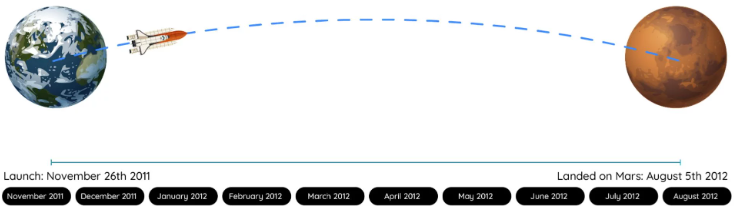 Launch: November 26th 2011
Landed on Mars: August 5th 2012
November 2011
December 2011
January 2012
February 2012
March 2012
April 2012
May 2012
June 2012
July 2012
August 2012